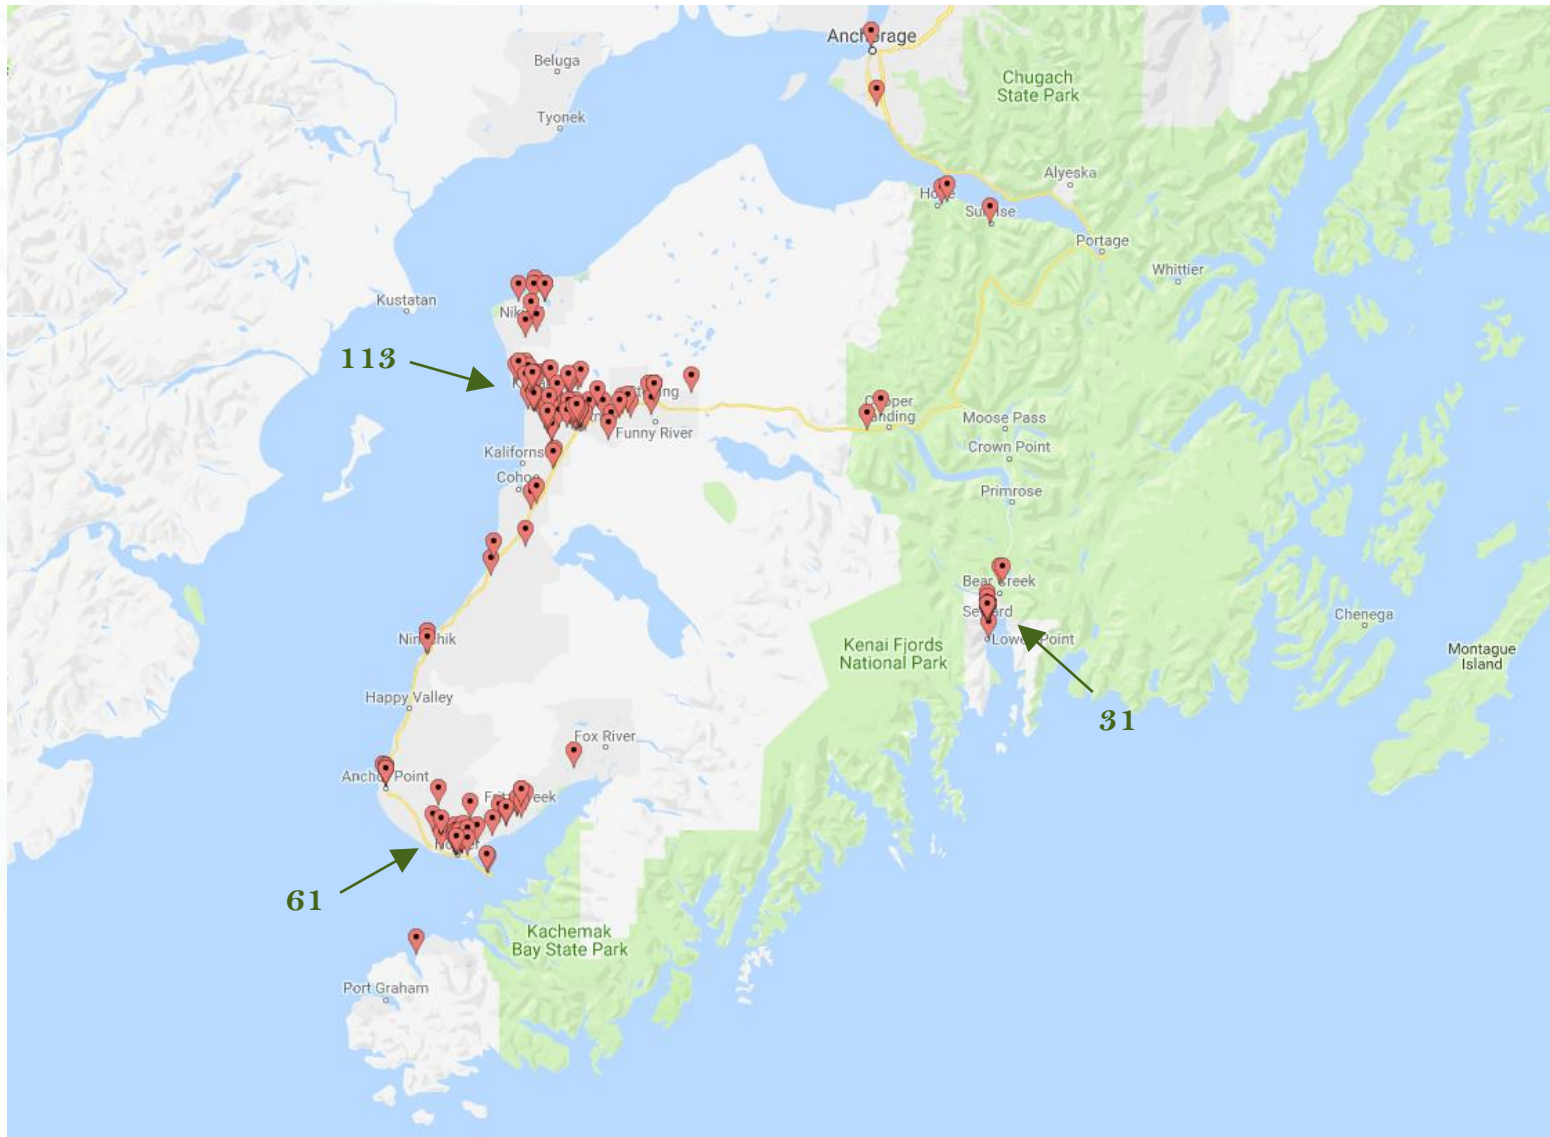 Anchorage
Beluga
Chugach
State Park
Tyonek
Alyeska
Portage
Whittier
Kustatan
113
Funny River
Moose Pass
Crown Point
Primrose
Bear Creek
Chenega
Kenai Fjords
National Park
Montague
Island
Happy Valley
31
Fox River
Anchor Point
61
Kachemak
Bay State Park
Port Graham